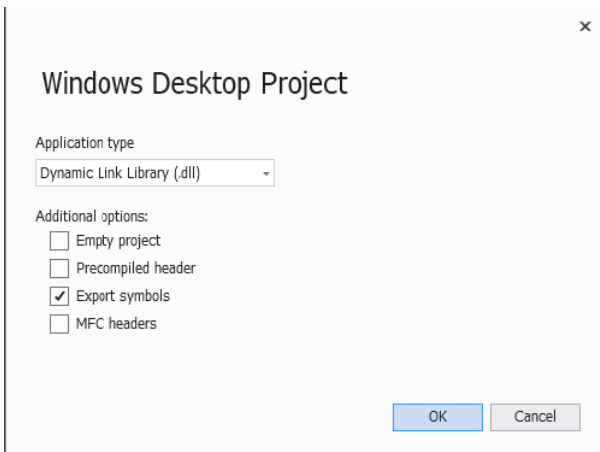 Windows Desktop Project
Application type
Dynamic Link Library (.dll)
Additional options:
Empty project
Precompiled header
Export symbols
MFC headers
OK
Cancel